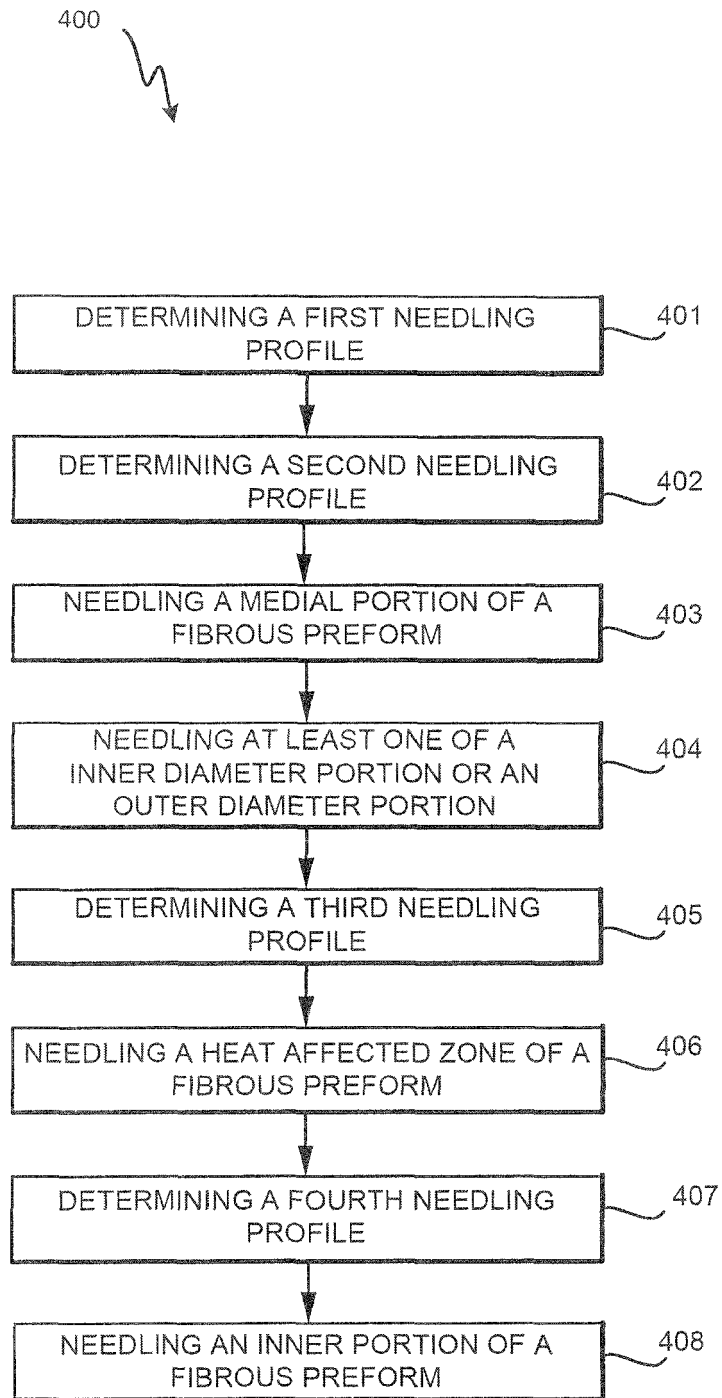 400
DETERMINING A FIRST NEEDLING
PROFILE
401
DETERMINING A SECOND NEEDLING
PROFILE
402
NEEDLING A MEDIAL PORTION OF A
FIBROUS PREFORM
403
NEEDLING AT LEAST ONE OF A
INNER DIAMETER PORTION OR AN
OUTER DIAMETER PORTION
404
DETERMINING A THIRD NEEDLING
PROFILE
405
NEEDLING A HEAT AFFECTED ZONE OF A
FIBROUS PREFORM
406
DETERMINING A FOURTH NEEDLING
PROFILE
407
NEEDLING AN INNER PORTION OF A
FIBROUS PREFORM
408